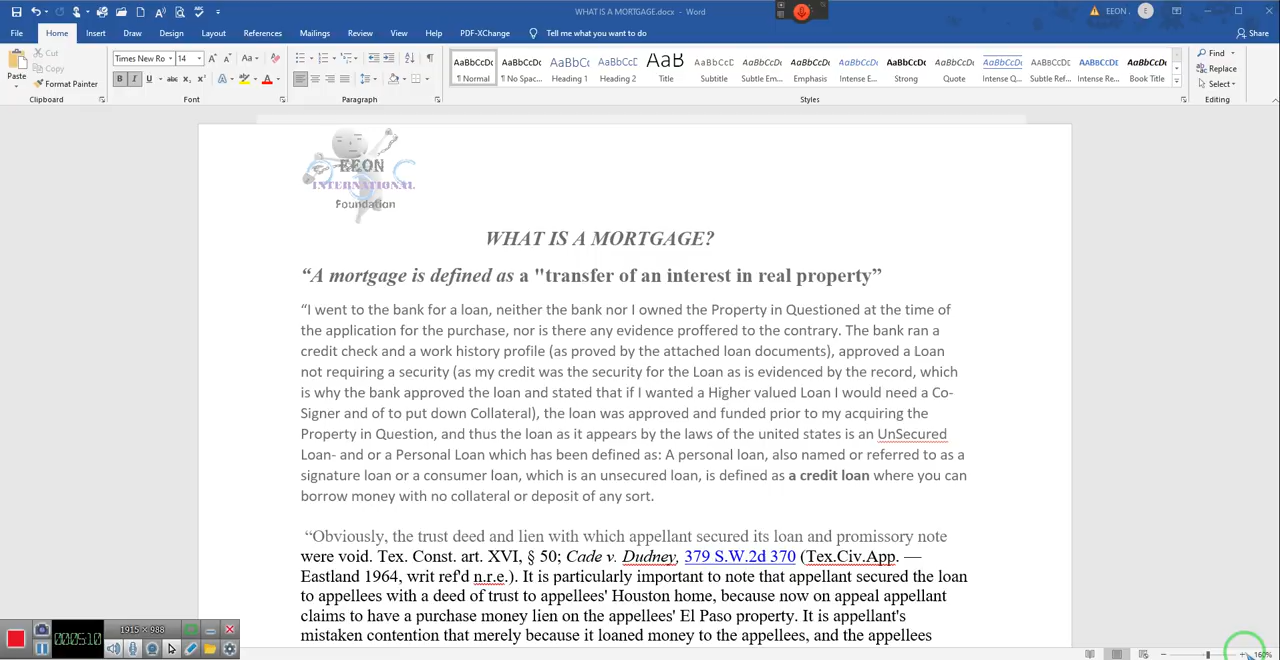 WHAT IS A MORTGAGE.docx - Word
EEON .
E
File Home Insert Draw Design Layout References Mailings Review View Help PDF-XChange Tell me what you want to do
Share
Paste
Cut
Copy
Format Painter
Clipboard
Times New Ro 14
Font
Paragraph
AaBbCcDc AaBbCcDc AaBbCc AaBbCcC AaB AaBbCcC AaBbCcDc AaBbCcDc AaBbCcDc AaBbCcDc AaBbCcDc AaBbCcDc AaBbCcDc AaBbCcDc AaBbCcDc
¶ Normal ¶ No Spac... Heading 1 Heading 2 Title Subtitle Subtle Em... Emphasis Intense E... Strong Quote Intense Q... Subtle Ref... Intense Re... Book Title
Styles
Find
Replace
Select
Editing
EEON
INTERNATIONAL
Foundation
WHAT IS A MORTGAGE?
“A mortgage is defined as a "transfer of an interest in real property”
“I went to the bank for a loan, neither the bank nor I owned the Property in Questioned at the time of
the application for the purchase, nor is there any evidence proffered to the contrary. The bank ran a
credit check and a work history profile (as proved by the attached loan documents), approved a Loan
not requiring a security (as my credit was the security for the Loan as is evidenced by the record, which
is why the bank approved the loan and stated that if I wanted a Higher valued Loan I would need a Co-
Signer and of to put down Collateral), the loan was approved and funded prior to my acquiring the
Property in Question, and thus the loan as it appears by the laws of the united states is an UnSecured
Loan- and or a Personal Loan which has been defined as: A personal loan, also named or referred to as a
signature loan or a consumer loan, which is an unsecured loan, is defined as a credit loan where you can
borrow money with no collateral or deposit of any sort.
“Obviously, the trust deed and lien with which appellant secured its loan and promissory note
were void. Tex. Const. art. XVI, § 50; Cade v. Dudney, 379 S.W.2d 370 (Tex.Civ.App. —
Eastland 1964, writ ref'd n.r.e.). It is particularly important to note that appellant secured the loan
to appellees with a deed of trust to appellees' Houston home, because now on appeal appellant
claims to have a purchase money lien on the appellees' El Paso property. It is appellant's
mistaken contention that merely because it loaned money to the appellees, and the appellees
1915 × 988
00:05:10
160%